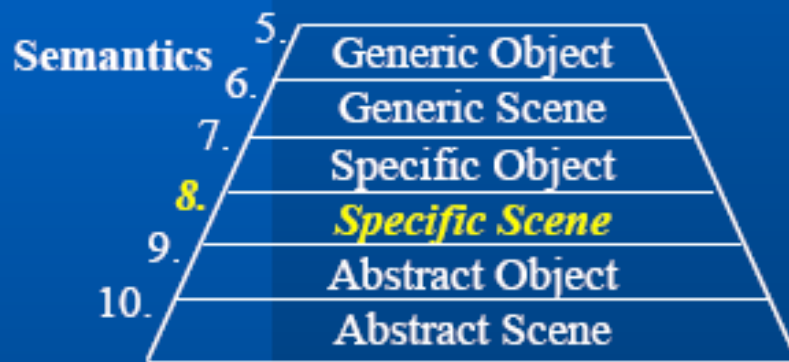 Semantics
5. Generic Object
6. Generic Scene
7. Specific Object
8. Specific Scene
9. Abstract Object
10. Abstract Scene